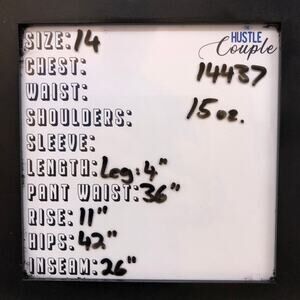 SIZE: 14
THE
HUSTLE
Couple
CHEST:
14437
WAIST:
15 oz.
SHOULDERS:
SLEEVE:
LENGTH: Leg: 4"
PANT WAIST: 36"
RISE: 11"
HIPS: 42"
INSEAM: 26"